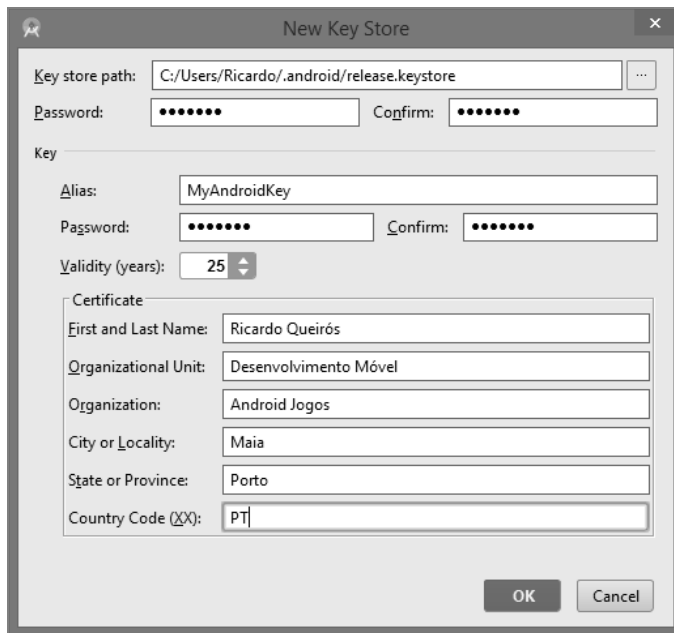 New Key Store
Key store path: C:/Users/Ricardo/.android/release.keystore ...
Password: ••••••• Confirm: •••••••
Key
Alias: MyAndroidKey
Password: ••••••• Confirm: •••••••
Validity (years): 25
Certificate
First and Last Name: Ricardo Queirós
Organizational Unit: Desenvolvimento Móvel
Organization: Android Jogos
City or Locality: Maia
State or Province: Porto
Country Code (XX): PT
OK Cancel